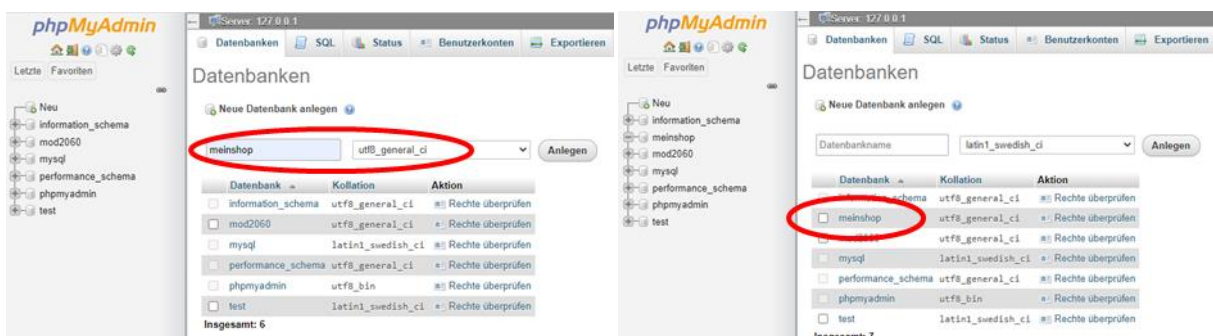 phpMyAdmin
Letzte Favoriten
Neu
information_schema
mod2060
mysql
performance_schema
phpmyadmin
test
Server: 127.0.0.1
Datenbanken SQL Status Benutzerkonten Exportieren
Datenbanken
Neue Datenbank anlegen
meinshop utf8_general_ci Anlegen
Datenbank Kollation Aktion
information_schema utf8_general_ci Rechte überprüfen
mod2060 utf8_general_ci Rechte überprüfen
mysql latin1_swedish_ci Rechte überprüfen
performance_schema utf8_general_ci Rechte überprüfen
phpmyadmin utf8_bin Rechte überprüfen
test latin1_swedish_ci Rechte überprüfen
Insgesamt: 6
phpMyAdmin
Letzte Favoriten
Neu
information_schema
meinshop
mod2060
mysql
performance_schema
phpmyadmin
test
Server: 127.0.0.1
Datenbanken SQL Status Benutzerkonten Exportieren
Datenbanken
Neue Datenbank anlegen
Datenbankname latin1_swedish_ci Anlegen
Datenbank Kollation Aktion
information_schema utf8_general_ci Rechte überprüfen
meinshop utf8_general_ci Rechte überprüfen
mod2060 utf8_general_ci Rechte überprüfen
mysql latin1_swedish_ci Rechte überprüfen
performance_schema utf8_general_ci Rechte überprüfen
phpmyadmin utf8_bin Rechte überprüfen
test latin1_swedish_ci Rechte überprüfen
Insgesamt: 7